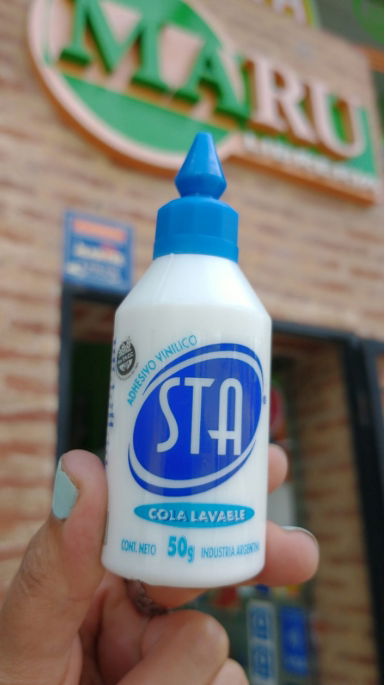 MARU
ADHESIVO VINILICO
STA
COLA LAVABLE
CONT. NETO 50g INDUSTRIA ARGENTINA